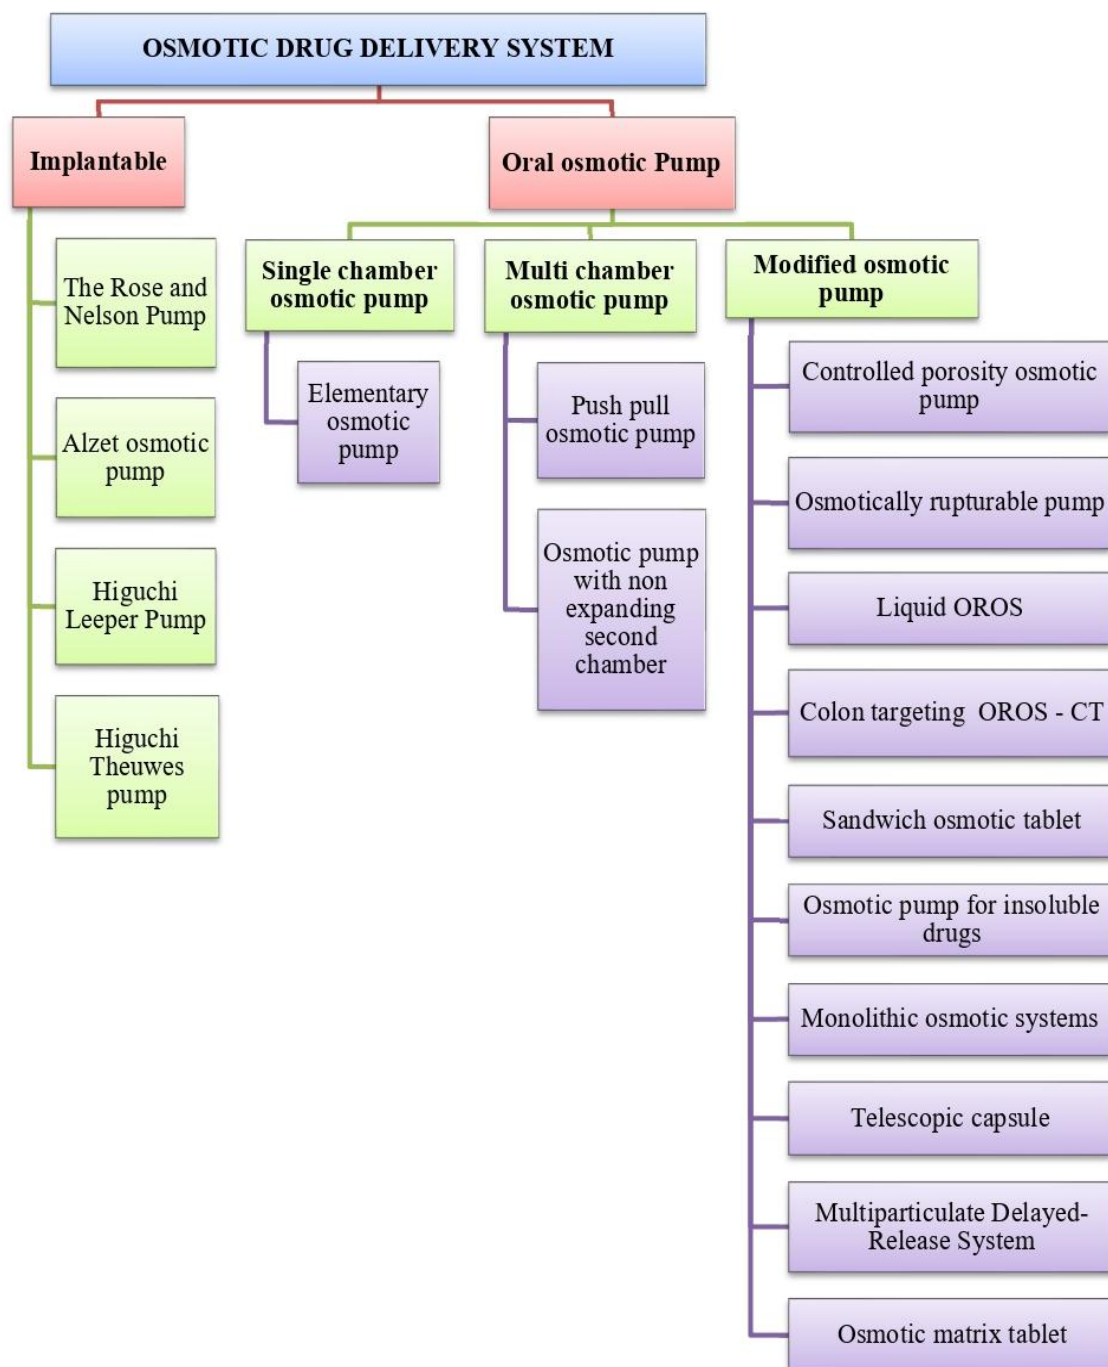 OSMOTIC DRUG DELIVERY SYSTEM
Implantable
The Rose and
Nelson Pump
Alzet osmotic
pump
Higuchi
Leeper Pump
Higuchi
Theuwes
pump
Oral osmotic Pump
Single chamber
osmotic pump
Elementary
osmotic
pump
Multi chamber
osmotic pump
Push pull
osmotic pump
Osmotic pump
with non
expanding
second
chamber
Modified osmotic
pump
Controlled porosity osmotic
pump
Osmotically rupturable pump
Liquid OROS
Colon targeting  OROS - CT
Sandwich osmotic tablet
Osmotic pump for insoluble
drugs
Monolithic osmotic systems
Telescopic capsule
Multiparticulate Delayed-
Release System
Osmotic matrix tablet